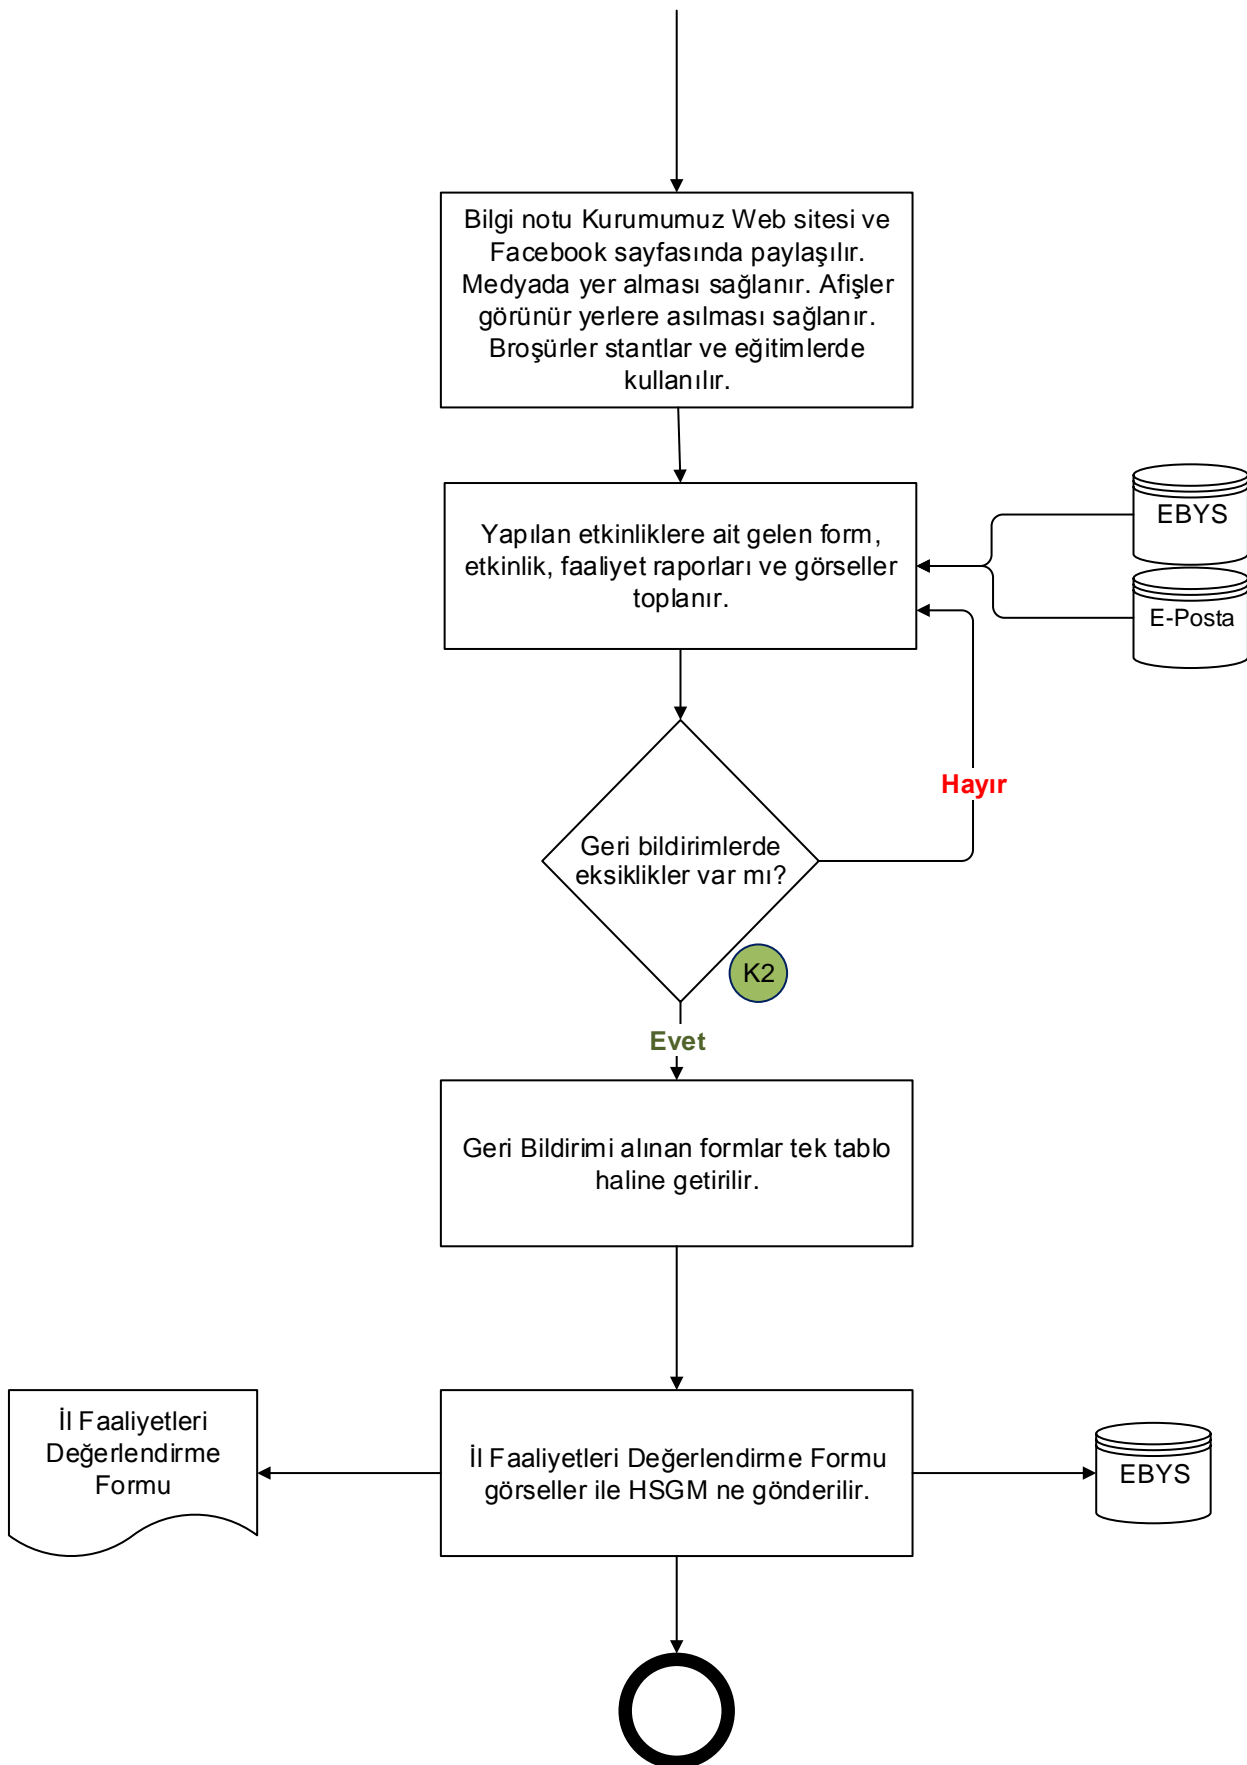 Bilgi notu Kurumumuz Web sitesi ve
Facebook sayfasında paylaşılır.
Medyada yer alması sağlanır. Afişler
görünür yerlere asılması sağlanır.
Broşürler stantlar ve eğitimlerde
kullanılır.
Yapılan etkinliklere ait gelen form,
etkinlik, faaliyet raporları ve görseller
toplanır.
EBYS
E-Posta
Hayır
Geri bildirimlerde
eksiklikler var mı?
K2
Evet
Geri Bildirimi alınan formlar tek tablo
haline getirilir.
İl Faaliyetleri
Değerlendirme
Formu
İl Faaliyetleri Değerlendirme Formu
görseller ile HSGM ne gönderilir.
EBYS